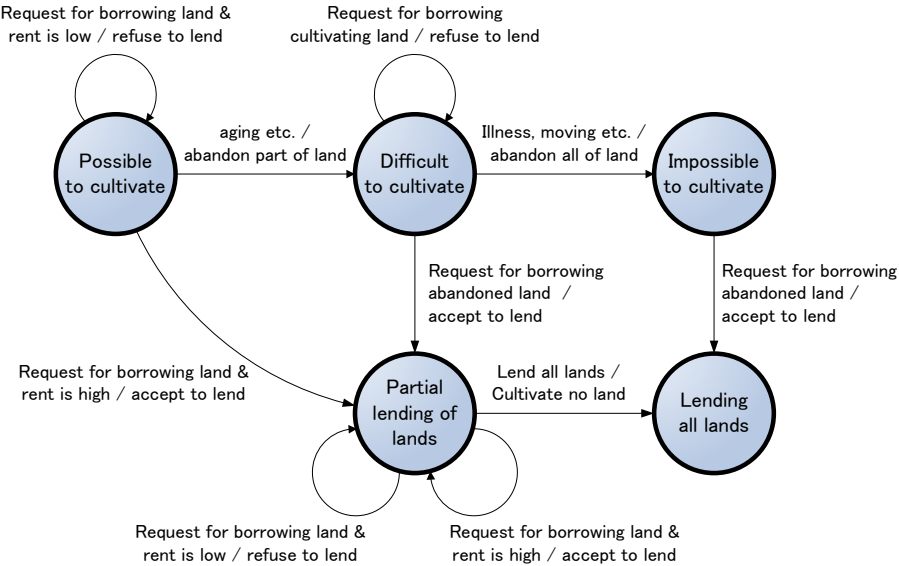 Request for borrowing land &
rent is low / refuse to lend
Request for borrowing
cultivating land / refuse to lend
Possible
to cultivate
aging etc. /
abandon part of land
Difficult
to cultivate
Illness, moving etc. /
abandon all of land
Impossible
to cultivate
Request for borrowing
abandoned land /
accept to lend
Request for borrowing
abandoned land /
accept to lend
Request for borrowing land &
rent is high / accept to lend
Partial
lending of
lands
Lend all lands /
Cultivate no land
Lending
all lands
Request for borrowing land &
rent is low / refuse to lend
Request for borrowing land &
rent is high / accept to lend